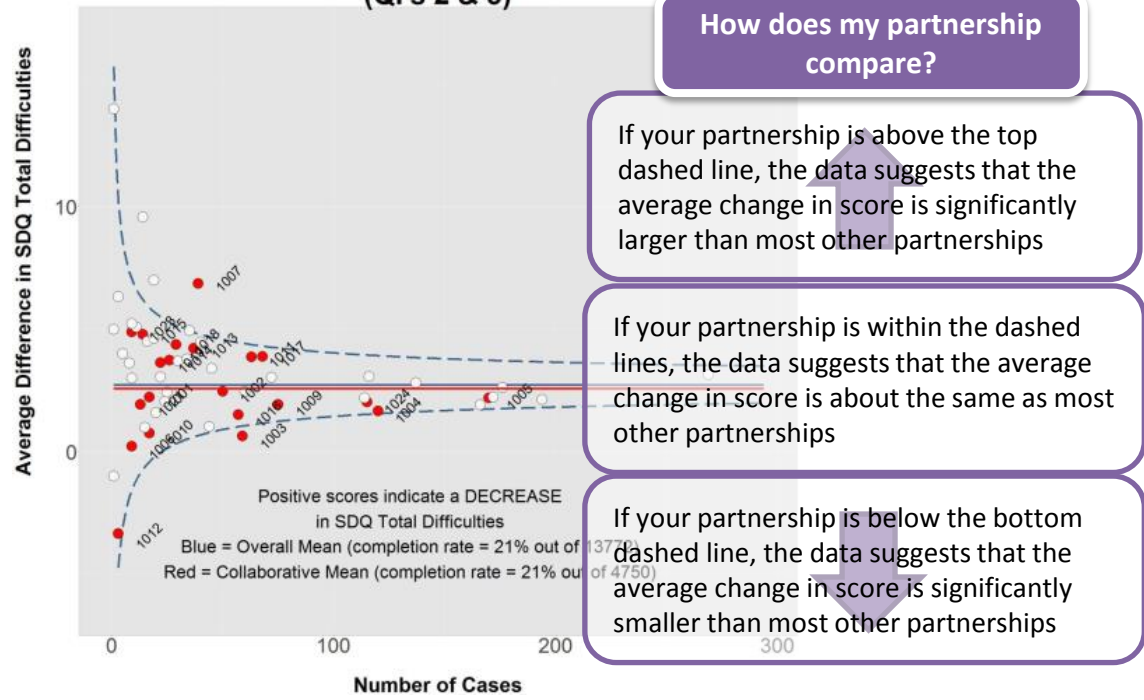 How does my partnership
compare?
If your partnership is above the top
dashed line, the data suggests that the
average change in score is significantly
larger than most other partnerships
If your partnership is within the dashed
lines, the data suggests that the average
change in score is about the same as most
other partnerships
If your partnership is below the bottom
dashed line, the data suggests that the
average change in score is significantly
smaller than most other partnerships
Average Difference in SDQ Total Difficulties
10
0
1007
1013
1017
1002
1009
1003
1024
1004
1005
1010
1006
1012
Positive scores indicate a DECREASE
in SDQ Total Difficulties
Blue = Overall Mean (completion rate = 21% out of 13772)
Red = Collaborative Mean (completion rate = 21% out of 4750)
0
100
200
300
Number of Cases